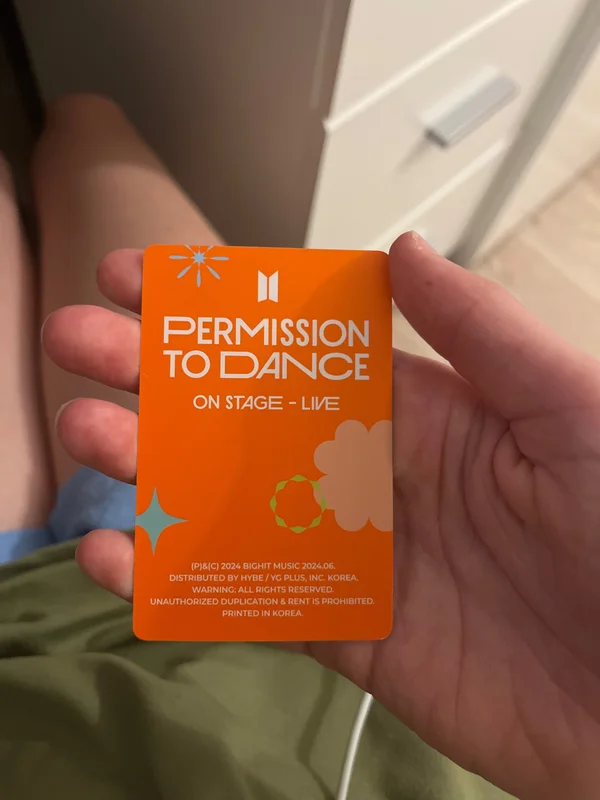 PERMISSION
TO DANCE
ON STAGE - LIVE
(P)&(C) 2024 BIGHIT MUSIC 2024.06.
DISTRIBUTED BY HYBE / YG PLUS, INC. KOREA.
WARNING: ALL RIGHTS RESERVED.
UNAUTHORIZED DUPLICATION & RENT IS PROHIBITED.
PRINTED IN KOREA.